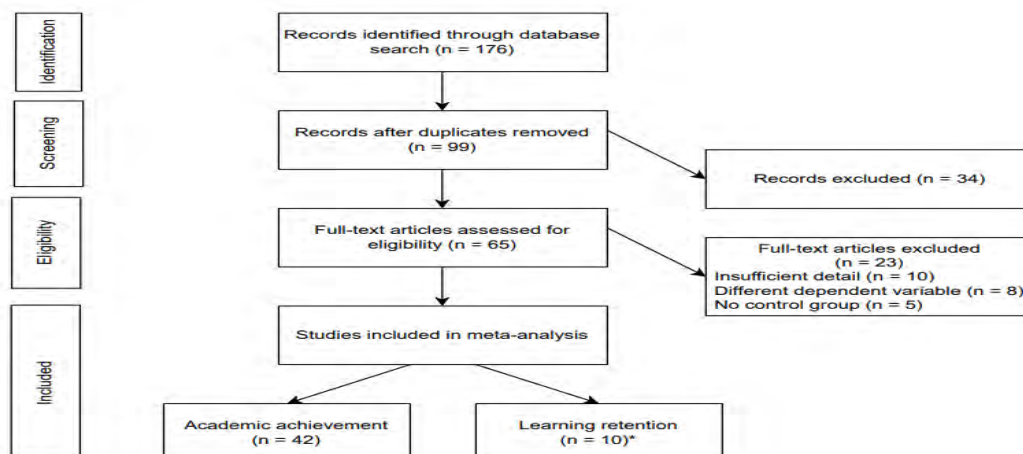 Identification
Records identified through database
search (n = 176)
Screening
Records after duplicates removed
(n = 99)
Records excluded (n = 34)
Eligibility
Full-text articles assessed for
eligibility (n = 65)
Full-text articles excluded
(n = 23)
Insufficient detail (n = 10)
Different dependent variable (n = 8)
No control group (n = 5)
Included
Studies included in meta-analysis
Academic achievement
(n = 42)
Learning retention
(n = 10)*